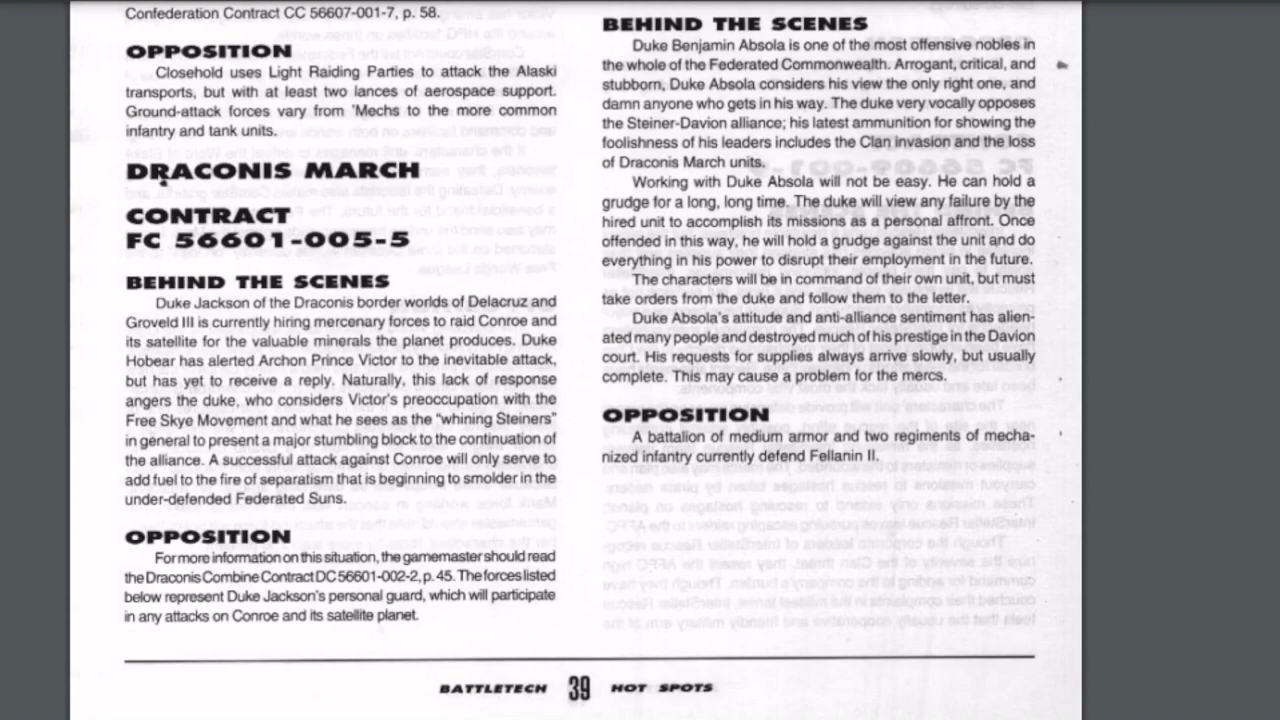 Confederation Contract CC 56607-001-7, p. 58.
OPPOSITION
Closehold uses Light Raiding Parties to attack the Alaski
transports, but with at least two lances of aerospace support.
Ground-attack forces vary from 'Mechs to the more common
infantry and tank units.
DRACONIS MARCH
CONTRACT
FC 56601-005-5
BEHIND THE SCENES
Duke Jackson of the Draconis border worlds of Delacruz and
Groveld III is currently hiring mercenary forces to raid Conroe and
its satellite for the valuable minerals the planet produces. Duke
Hobear has alerted Archon Prince Victor to the inevitable attack,
but has yet to receive a reply. Naturally, this lack of response
angers the duke, who considers Victor's preoccupation with the
Free Skye Movement and what he sees as the "whining Steiners"
in general to present a major stumbling block to the continuation of
the alliance. A successful attack against Conroe will only serve to
add fuel to the fire of separatism that is beginning to smolder in the
under-defended Federated Suns.
OPPOSITION
For more information on this situation, the gamemaster should read
the Draconis Combine Contract DC 56601-002-2, p. 45. The forces listed
below represent Duke Jackson's personal guard, which will participate
in any attacks on Conroe and its satellite planet.
BEHIND THE SCENES
Duke Benjamin Absola is one of the most offensive nobles in
the whole of the Federated Commonwealth. Arrogant, critical, and
stubborn, Duke Absola considers his view the only right one, and
damn anyone who gets in his way. The duke very vocally opposes
the Steiner-Davion alliance; his latest ammunition for showing the
foolishness of his leaders includes the Clan Invasion and the loss
of Draconis March units.
Working with Duke Absola will not be easy. He can hold a
grudge for a long, long time. The duke will view any failure by the
hired unit to accomplish its missions as a personal affront. Once
offended in this way, he will hold a grudge against the unit and do
everything in his power to disrupt their employment in the future.
The characters will be in command of their own unit, but must
take orders from the duke and follow them to the letter.
Duke Absola's attitude and anti-alliance sentiment has alien-
ated many people and destroyed much of his prestige in the Davion
court. His requests for supplies always arrive slowly, but usually
complete. This may cause a problem for the mercs.
OPPOSITION
A battalion of medium armor and two regiments of mecha-
nized infantry currently defend Fellanin II.
BATTLETECH 39 HOT SPOTS